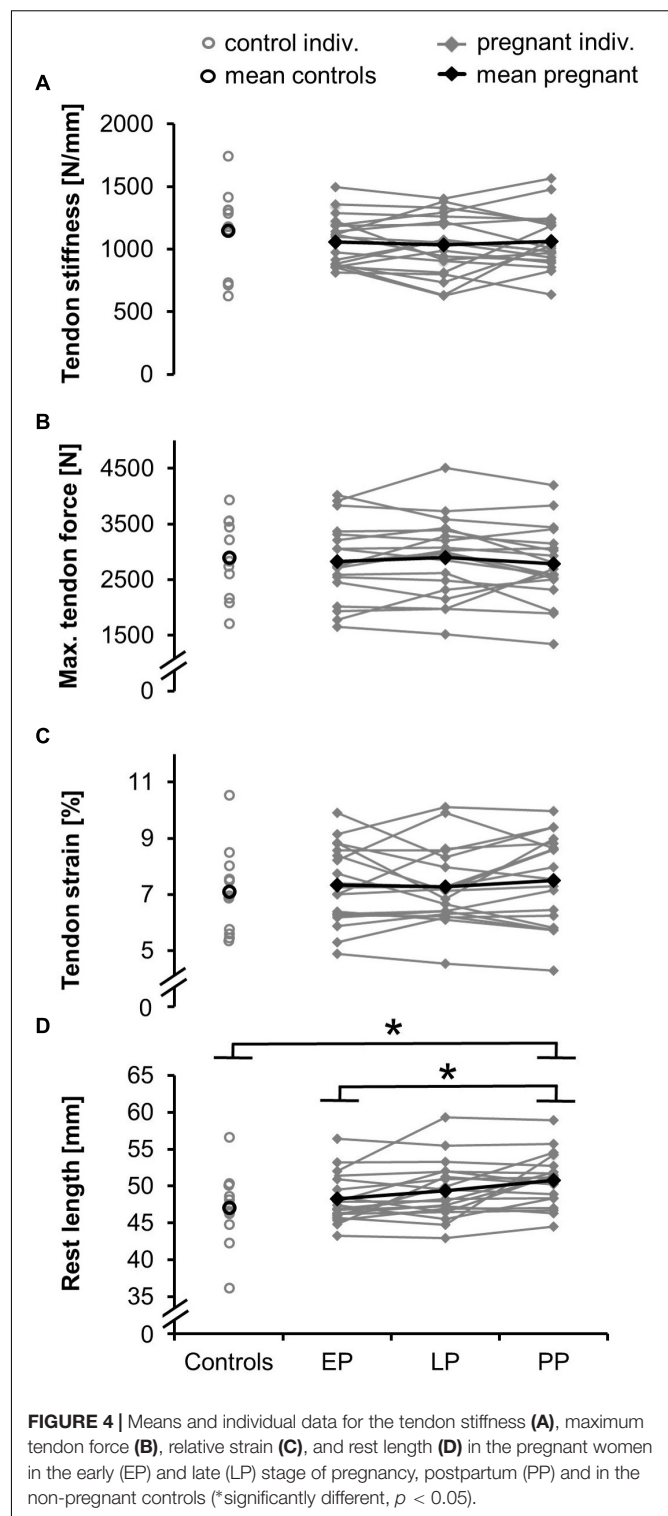 control indiv. pregnant indiv.
mean controls mean pregnant
A
Tendon stiffness [N/mm]
2000
1500
1000
500
0
B
Max. tendon force [N]
4500
3500
2500
1500
0
C
Tendon strain [%]
11
9
7
5
0
D
*
*
Rest length [mm]
65
60
55
50
45
40
35
0
Controls EP LP PP
FIGURE 4 | Means and individual data for the tendon stiffness (A), maximum
tendon force (B), relative strain (C), and rest length (D) in the pregnant women
in the early (EP) and late (LP) stage of pregnancy, postpartum (PP) and in the
non-pregnant controls (*significantly different, p < 0.05).